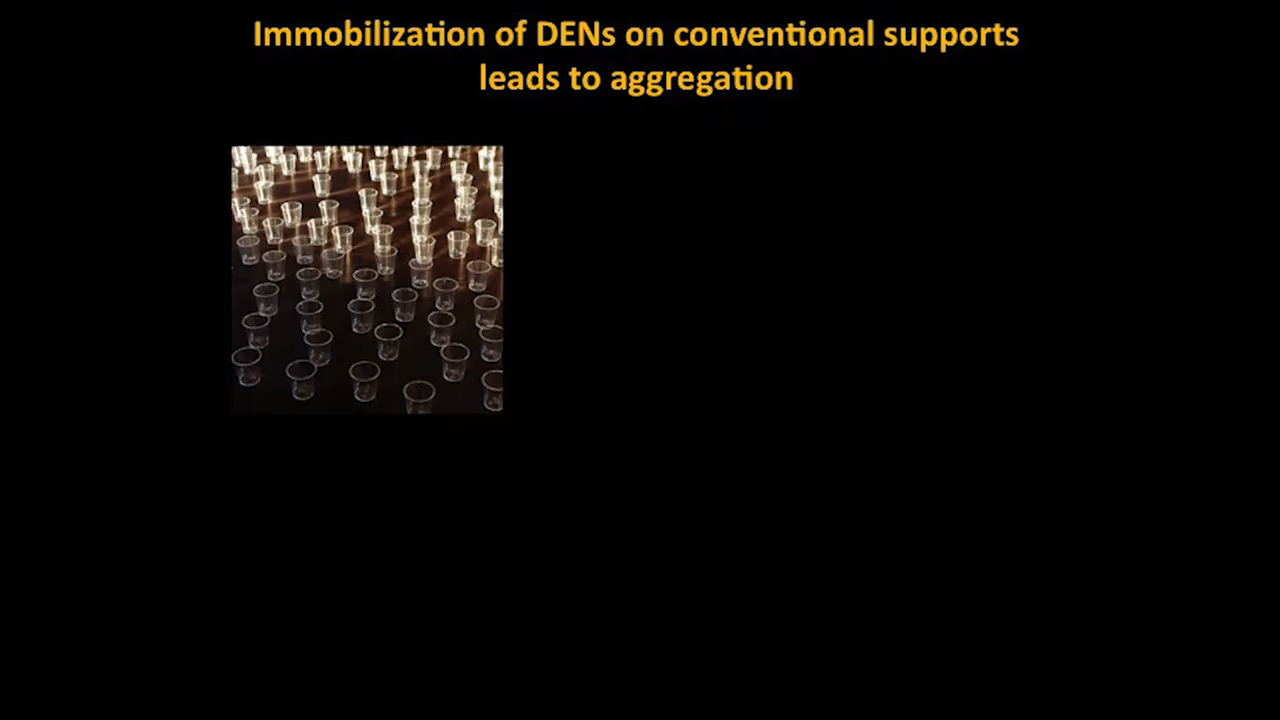 Immobilization of DENs on conventional supports
leads to aggregation